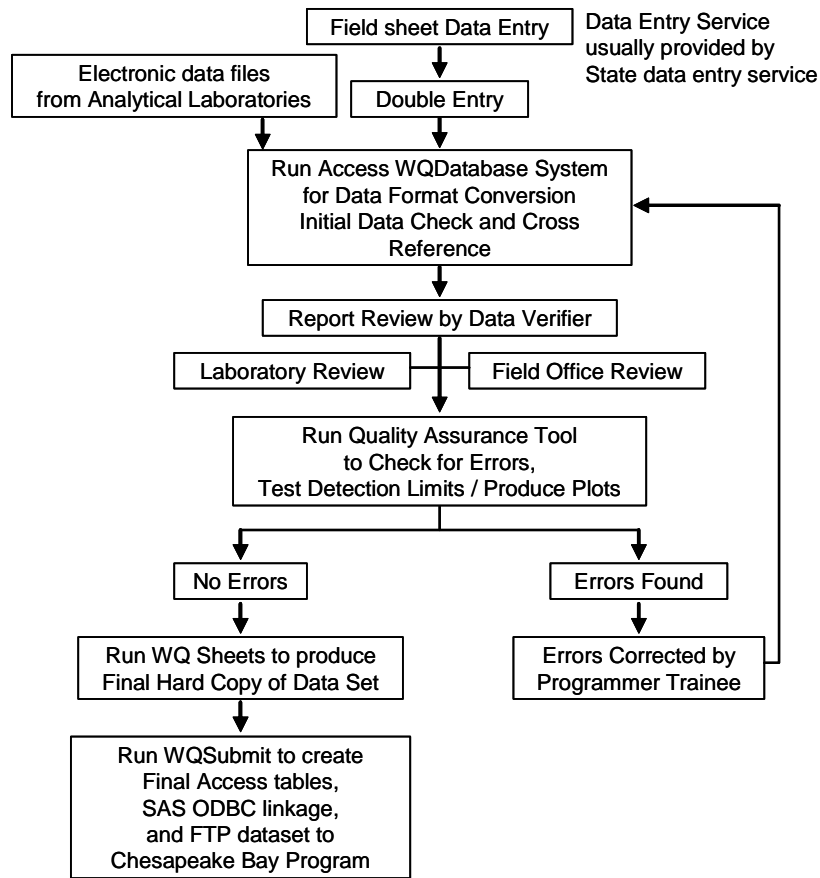 Field sheet Data Entry
Data Entry Service
usually provided by
State data entry service
Electronic data files
from Analytical Laboratories
Double Entry
Run Access WQDatabase System
for Data Format Conversion
Initial Data Check and Cross
Reference
Report Review by Data Verifier
Laboratory Review
Field Office Review
Run Quality Assurance Tool
to Check for Errors,
Test Detection Limits / Produce Plots
No Errors
Errors Found
Run WQ Sheets to produce
Final Hard Copy of Data Set
Errors Corrected by
Programmer Trainee
Run WQSubmit to create
Final Access tables,
SAS ODBC linkage,
and FTP dataset to
Chesapeake Bay Program